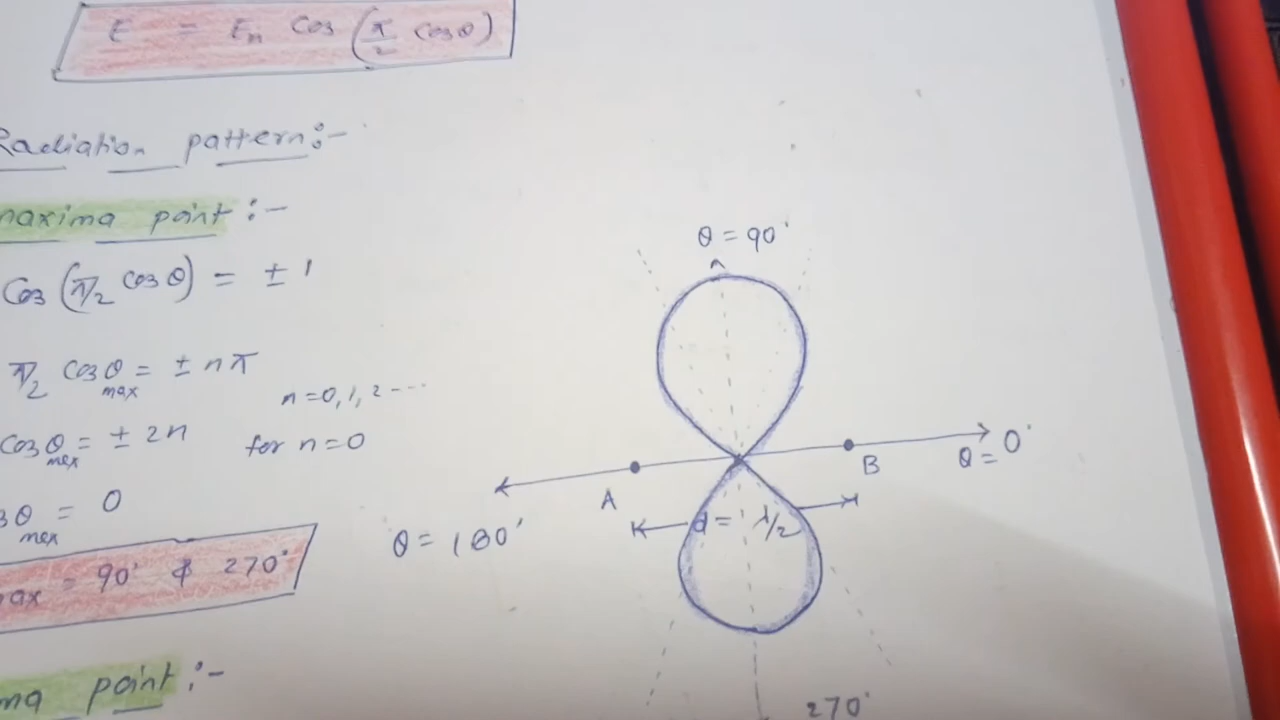 E = Em Cos (π/2 cosθ)
Radiation pattern:-
maxima point :-
Cos (π/2 cosθ) = ± 1
π/2 cosθmax = ± nπ
n=0,1,2----
cosθmax = ± 2n for n=0
sθmax = 0
max = 90° & 270°
ma point :-
θ = 90°
A
B
θ = 0°
θ = 180°
d = λ/2
270°